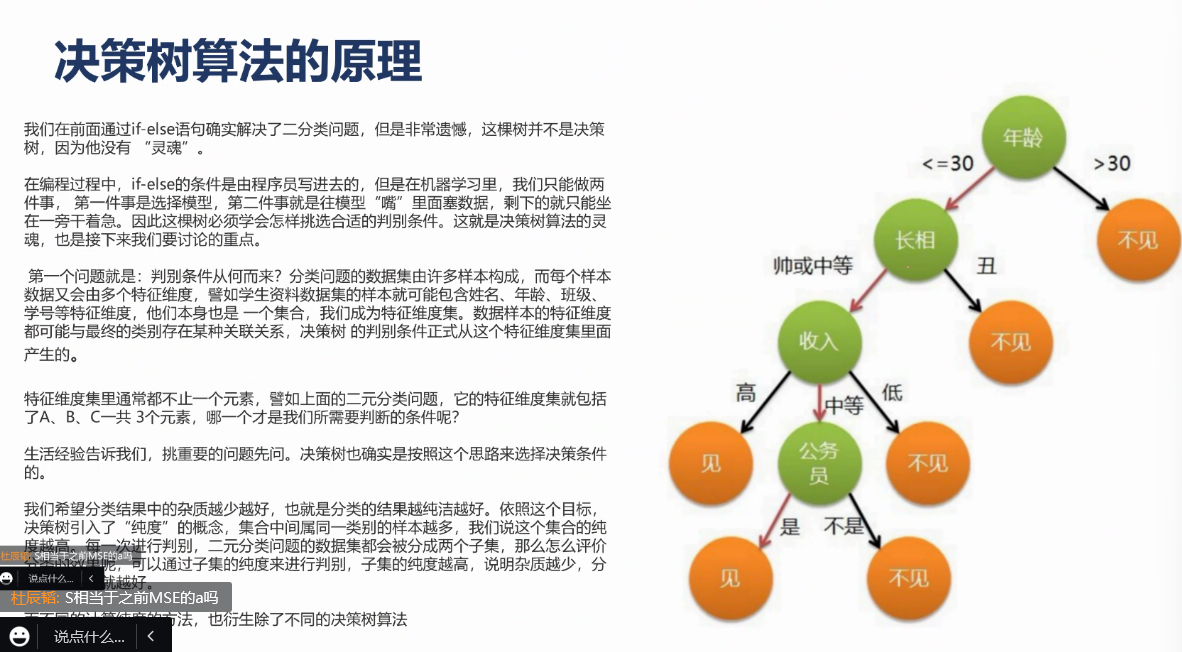 决策树算法的原理
我们在前面通过if-else语句确实解决了二分类问题，但是非常遗憾，这棵树并不是决策
树，因为他没有 “灵魂” 。
在编程过程中，if-else的条件是由程序员写进去的，但是在机器学习里，我们只能做两
件事， 第一件事是选择模型，第二件事就是往模型“嘴”里面塞数据，剩下的就只能坐
在一旁干着急。因此这棵树必须学会怎样挑选合适的判别条件。这就是决策树算法的灵
魂，也是接下来我们要讨论的重点。
第一个问题就是：判别条件从何而来？分类问题的数据集由许多样本构成，而每个样本
数据又会由多个特征维度，譬如学生资料数据集的样本就可能包含姓名、年龄、班级、
学号等特征维度，他们本身也是 一个集合，我们成为特征维度集。数据样本的特征维度
都可能与最终的类别存在某种关联关系，决策树 的判别条件正式从这个特征维度集里面
产生的。
特征维度集里通常都不止一个元素，譬如上面的二元分类问题，它的特征维度集就包括
了A、B、C一共 3个元素，哪一个才是我们所需要判断的条件呢？
生活经验告诉我们，挑重要的问题先问。决策树也确实是按照这个思路来选择决策条件
的。
我们希望分类结果中的杂质越少越好，也就是分类的结果越纯洁越好。依照这个目标，
决策树引入了“纯度”的概念，集合中间属同一类别的样本越多，我们说这个集合的纯
度越高。每一次进行判别，二元分类问题的数据集都会被分成两个子集，那么怎么评价
呢，可以通过子集的纯度来进行判别，子集的纯度越高，说明杂质越少，分
就越好。
方法，也衍生除了不同的决策树算法
杜辰韬: S相当于之前MSE的a吗
说点什么...
杜辰韬: S相当于之前MSE的a吗
说点什么...
年龄
<=30
>30
长相
不见
帅或中等
丑
收入
不见
高
中等
低
见
公务
员
不见
是
不是
见
不见